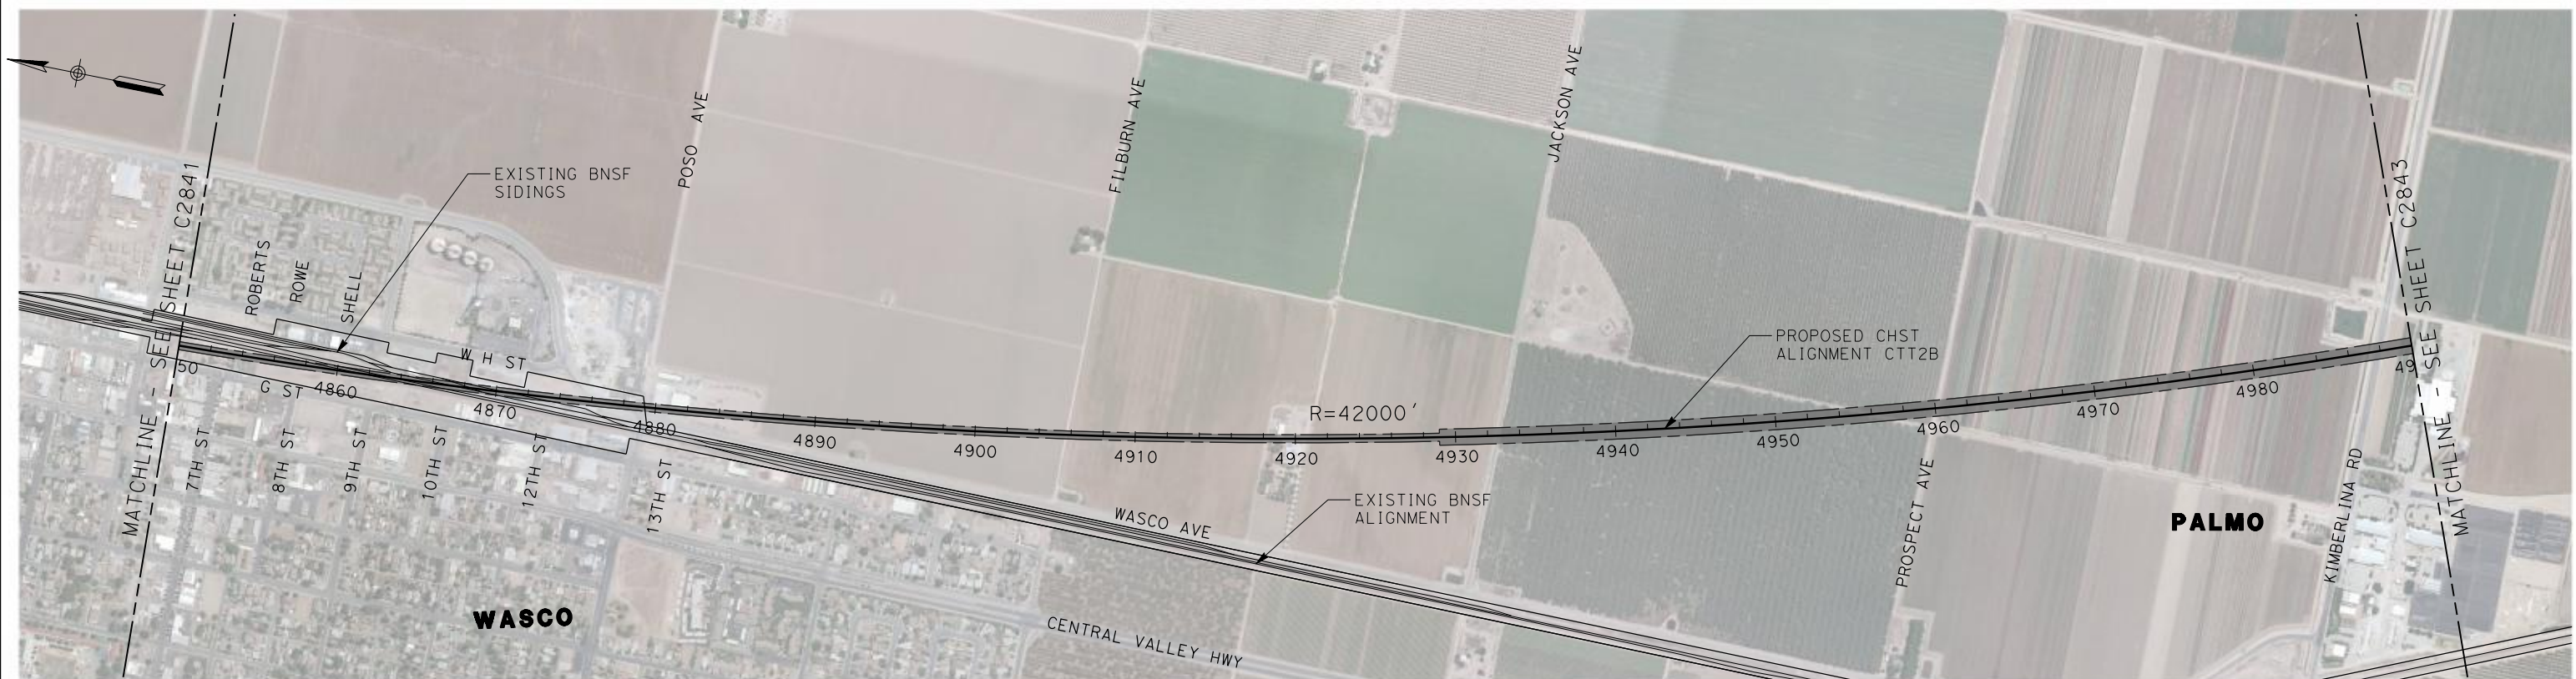 MATCHLINE - SEE SHEET C2841
ROBERTS
ROWE
SHELL
EXISTING BNSF
SIDINGS
POSO AVE
FILBURN AVE
JACKSON AVE
MATCHLINE - SEE SHEET C2843
W H ST
G ST
50
4860
4870
4880
4890
4900
4910
4920
4930
4940
4950
4960
4970
4980
49
R=42000'
PROPOSED CHST
ALIGNMENT CTT2B
7TH ST
8TH ST
9TH ST
10TH ST
12TH ST
13TH ST
WASCO AVE
EXISTING BNSF
ALIGNMENT
PROSPECT AVE
KIMBERLINA RD
PALMO
WASCO
CENTRAL VALLEY HWY